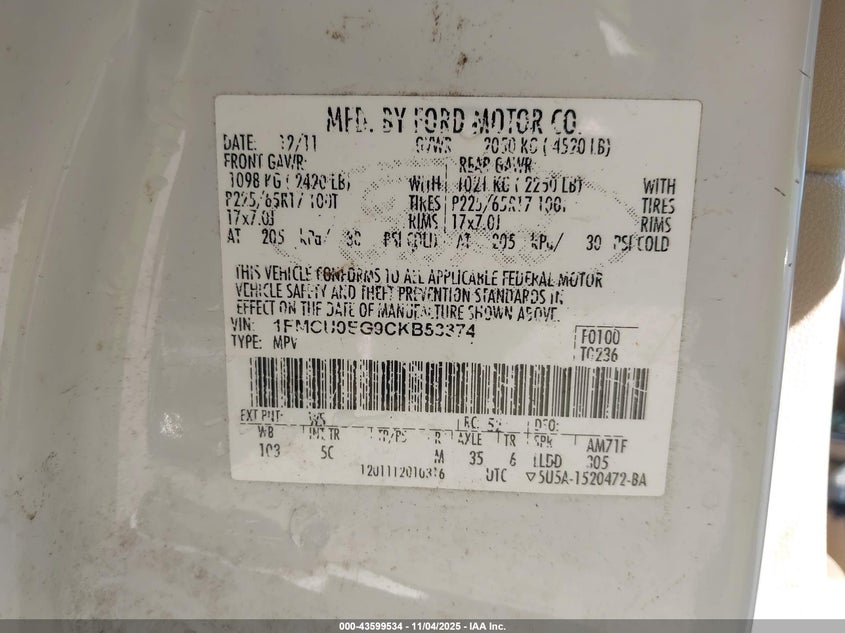 MFD. BY FORD MOTOR CO.
DATE: 12/11 GVWR 2050 KG ( 4520 LB)
FRONT GAWR: REAR GAWR:
1098 KG ( 2420 LB) WITH 1021 KG ( 2250 LB) WITH
P225/65R17 100T TIRES P225/65R17 100T TIRES
17x7.0J RIMS 17x7.0J RIMS
AT 205 kPa/ 30 PSI COLD AT 205 kPa/ 30 PSI COLD
THIS VEHICLE CONFORMS TO ALL APPLICABLE FEDERAL MOTOR
VEHICLE SAFETY AND THEFT PREVENTION STANDARDS IN
EFFECT ON THE DATE OF MANUFACTURE SHOWN ABOVE.
VIN: 1FMCU0EG9CKB53374
TYPE: MPV
F0100
T0236
EXT PNT: RC: DSO:
WB INT TR TP/PS R AXLE TR SPR AM71F
103 5C M 35 6 305
1201112010316 UTC ▽5U5A-1520472-BA
000-43599534 - 11/04/2025 - IAA Inc.